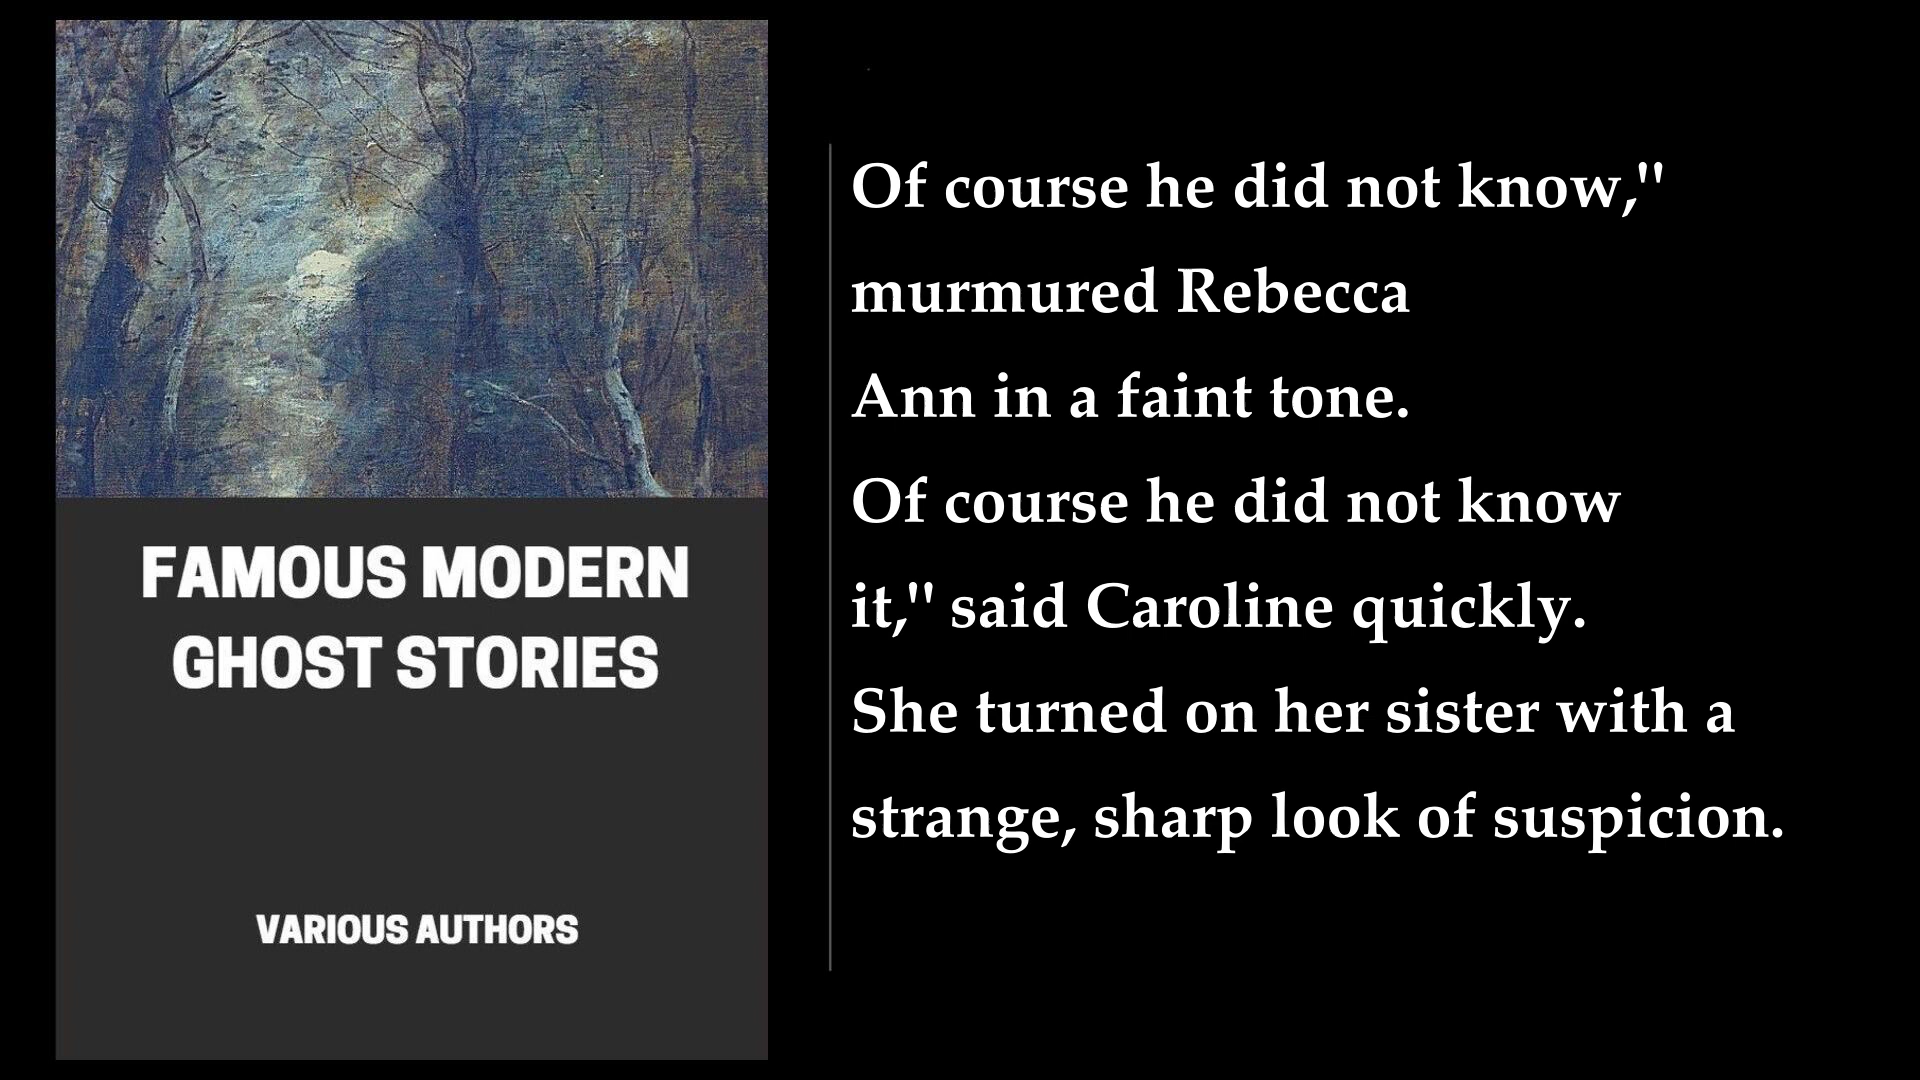 FAMOUS MODERN
GHOST STORIES
VARIOUS AUTHORS
Of course he did not know,"
murmured Rebecca
Ann in a faint tone.
Of course he did not know
it," said Caroline quickly.
She turned on her sister with a
strange, sharp look of suspicion.